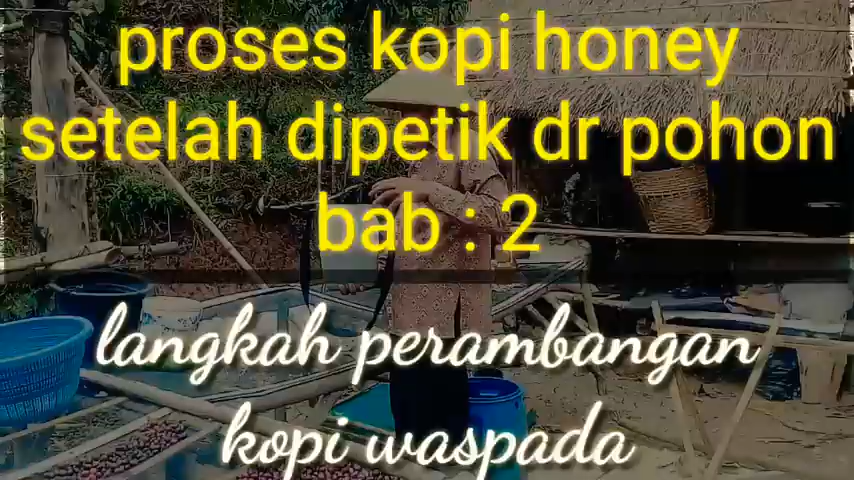 proses kopi honey
setelah dipetik dr pohon
bab : 2
langkah perambangan
kopi waspada